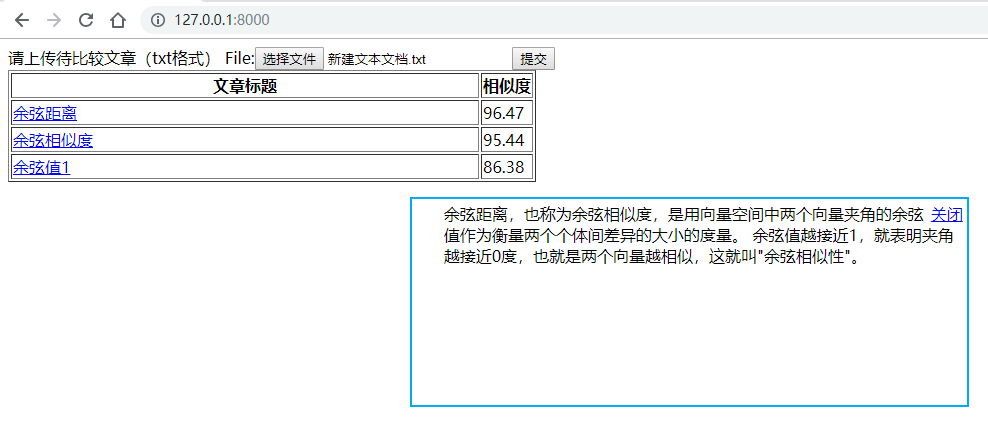 127.0.0.1:8000
请上传待比较文章（txt格式） File: 选择文件 新建文本文档.txt 提交
文章标题 相似度
余弦距离 96.47
余弦相似度 95.44
余弦值1 86.38
余弦距离，也称为余弦相似度，是用向量空间中两个向量夹角的余弦 关闭
值作为衡量两个个体间差异的大小的度量。 余弦值越接近1，就表明夹角
越接近0度，也就是两个向量越相似，这就叫"余弦相似性"。